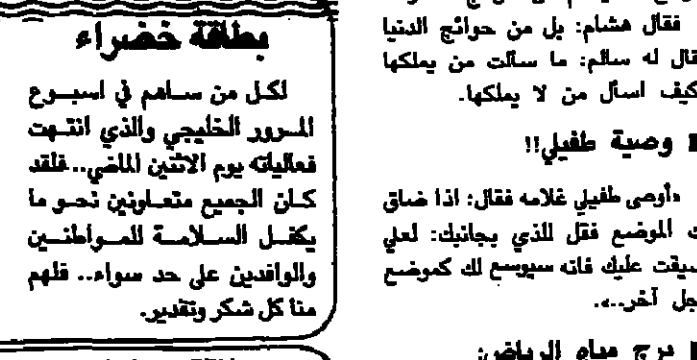 فقال هشام: بل من حوائج الدنيا
قال له سالم: ما سألت من يملكها
كيف اسأل من لا يملكها.
وصية طفيلي!!
«أوصى طفيلي غلامه فقال: اذا ضاق
الموضع فقل للذي بجانبك: لعلي
ضيقت عليك فانه سيوسع لك كموضع
رجل آخر..».
برج مياه الرياض:
بطاقة خضراء
لكل من ساهم في اسبوع
المرور الخليجي والذي انتهت
فعالياته يوم الاثنين الماضي.. فلقد
كان الجميع متعاونين نحو ما
يكفل السلامة للمواطنين
والوافدين على حد سواء.. فلهم
منا كل شكر وتقدير.